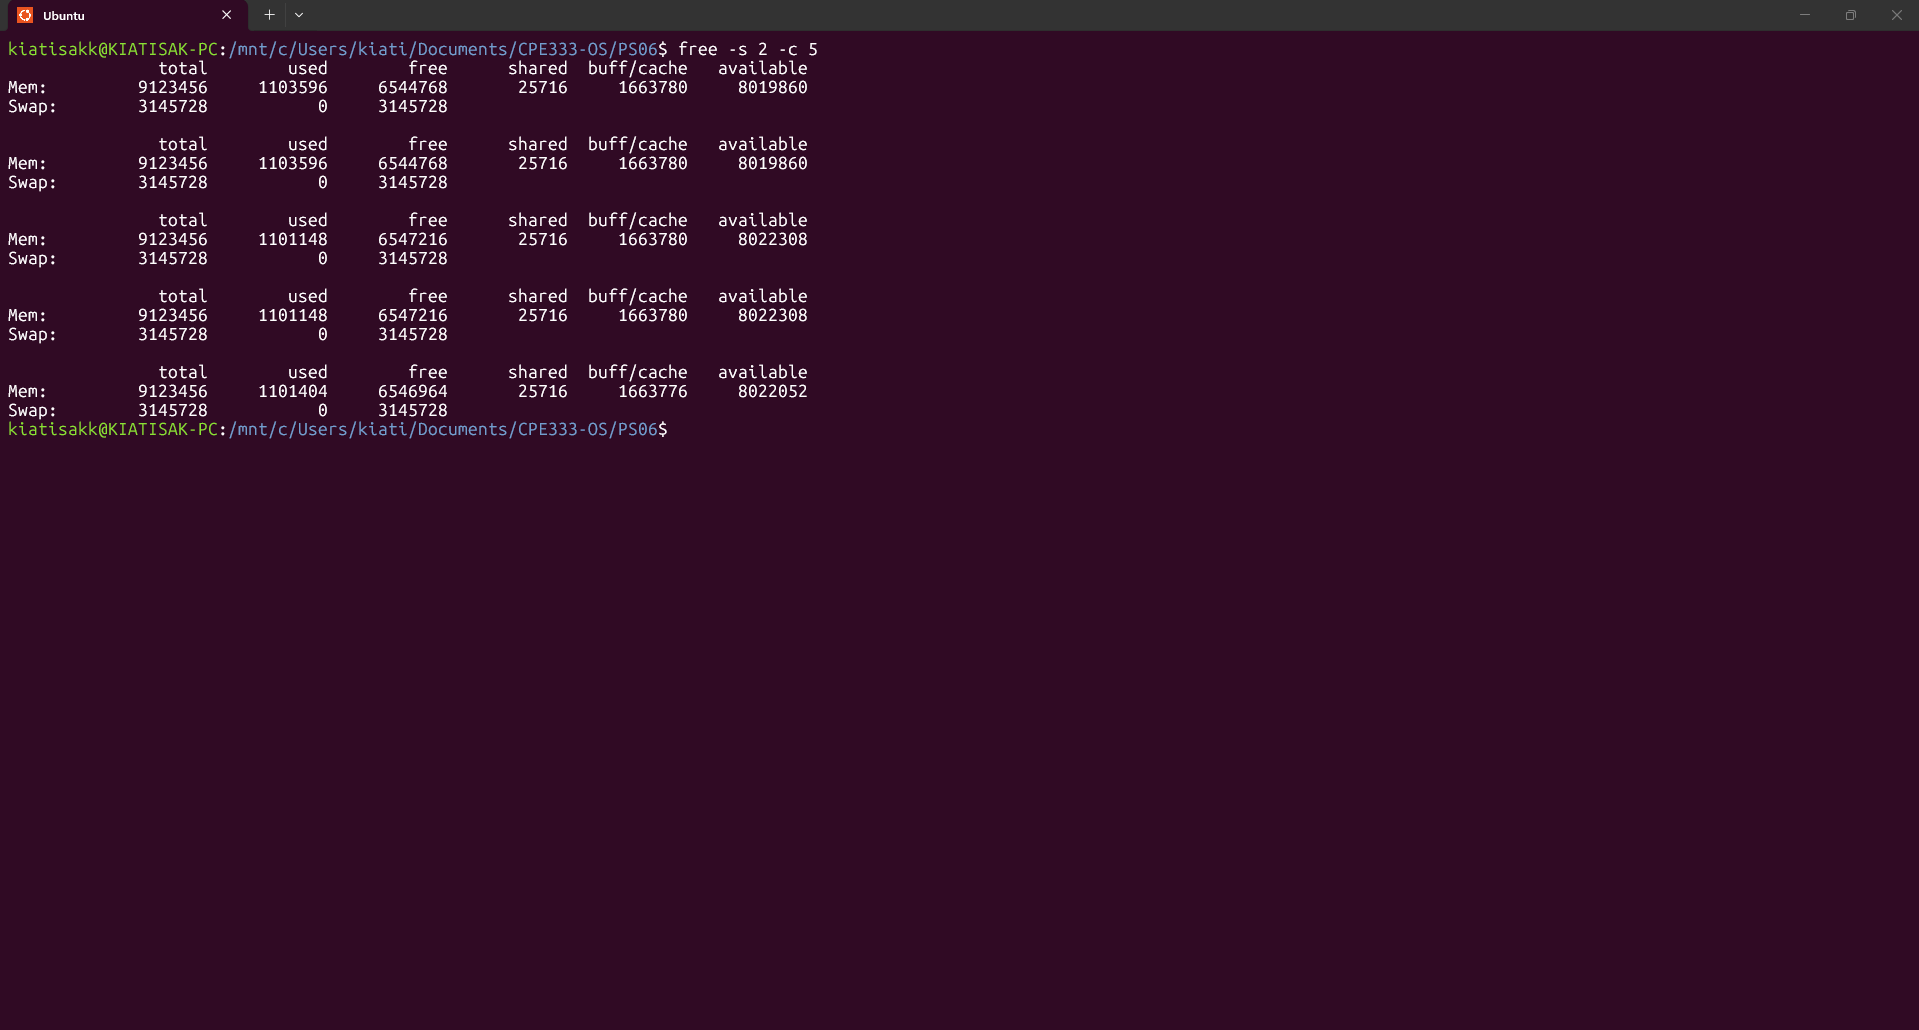 Ubuntu
kiatisakk@KIATISAK-PC:/mnt/c/Users/kiati/Documents/CPE333-OS/PS06$ free -s 2 -c 5
total used free shared buff/cache available
Mem: 9123456 1103596 6544768 25716 1663780 8019860
Swap: 3145728 0 3145728
total used free shared buff/cache available
Mem: 9123456 1103596 6544768 25716 1663780 8019860
Swap: 3145728 0 3145728
total used free shared buff/cache available
Mem: 9123456 1101148 6547216 25716 1663780 8022308
Swap: 3145728 0 3145728
total used free shared buff/cache available
Mem: 9123456 1101148 6547216 25716 1663780 8022308
Swap: 3145728 0 3145728
total used free shared buff/cache available
Mem: 9123456 1101404 6546964 25716 1663776 8022052
Swap: 3145728 0 3145728
kiatisakk@KIATISAK-PC:/mnt/c/Users/kiati/Documents/CPE333-OS/PS06$